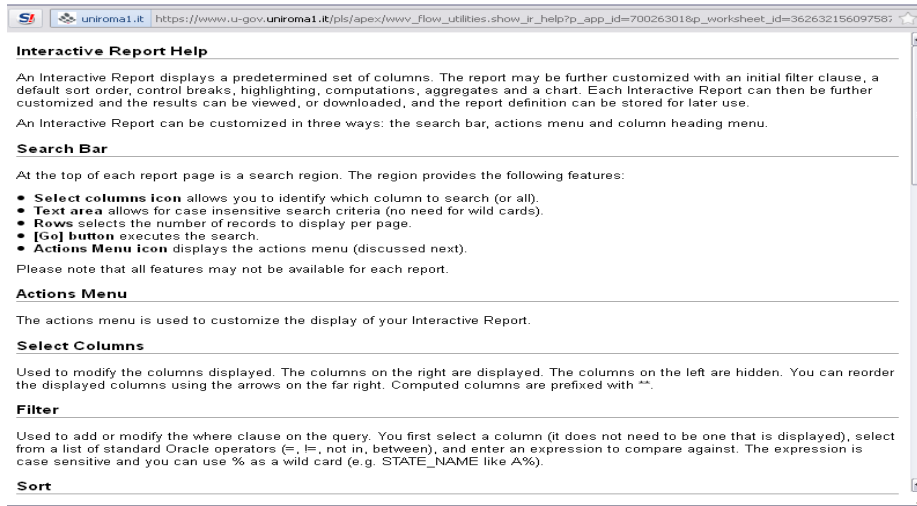 uniroma1.it https://www.u-gov.uniroma1.it/pls/apex/wwv_flow_utilities.show_ir_help?p_app_id=70026301&p_worksheet_id=362632156097587
Interactive Report Help
An Interactive Report displays a predetermined set of columns. The report may be further customized with an initial filter clause, a
default sort order, control breaks, highlighting, computations, aggregates and a chart. Each Interactive Report can then be further
customized and the results can be viewed, or downloaded, and the report definition can be stored for later use.
An Interactive Report can be customized in three ways: the search bar, actions menu and column heading menu.
Search Bar
At the top of each report page is a search region. The region provides the following features:
• Select columns icon allows you to identify which column to search (or all).
• Text area allows for case insensitive search criteria (no need for wild cards).
• Rows selects the number of records to display per page.
• [Go] button executes the search.
• Actions Menu icon displays the actions menu (discussed next).
Please note that all features may not be available for each report.
Actions Menu
The actions menu is used to customize the display of your Interactive Report.
Select Columns
Used to modify the columns displayed. The columns on the right are displayed. The columns on the left are hidden. You can reorder
the displayed columns using the arrows on the far right. Computed columns are prefixed with **.
Filter
Used to add or modify the where clause on the query. You first select a column (it does not need to be one that is displayed), select
from a list of standard Oracle operators (=, !=, not in, between), and enter an expression to compare against. The expression is
case sensitive and you can use % as a wild card (e.g. STATE_NAME like A%).
Sort